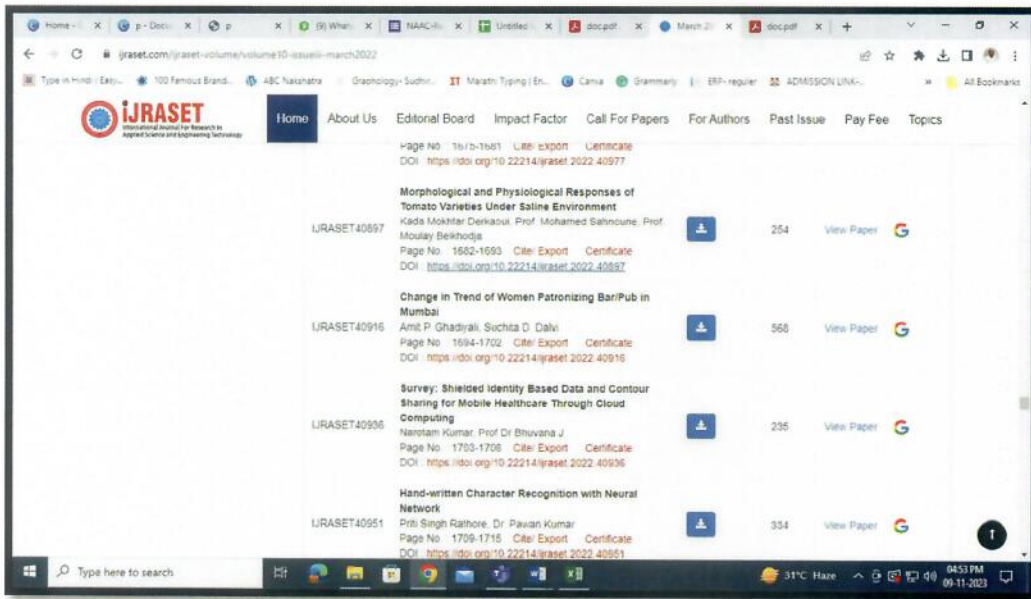 Home -
p - Docu
p
(9) What
NAAC-
Untitled
doc.pdf
March 2
doc.pdf
ijraset.com/ijraset-volume/volume10-issueiii-march2022
Type in Hindi | Easy... 100 Famous Brand... ABC Nakshatra Graphology- Sudhir... Marathi Typing | En... Canva Grammarly ERP- reguler ADMISSION LINK-... » All Bookmarks
IJRASET
International Journal For Research in
Applied Science and Engineering Technology
Home About Us Editorial Board Impact Factor Call For Papers For Authors Past Issue Pay Fee Topics
Page No : 1675-1681 Cite/ Export Certificate
DOI : https://doi.org/10.22214/ijraset.2022.40977
Morphological and Physiological Responses of
Tomato Varieties Under Saline Environment
IJRASET40897 Kada Mokhtar Derkaoui, Prof. Mohamed Sahnoune, Prof. 254 View Paper
Moulay Belkhodja
Page No : 1682-1693 Cite/ Export Certificate
DOI : https://doi.org/10.22214/ijraset.2022.40897
Change in Trend of Women Patronizing Bar/Pub in
Mumbai
IJRASET40916 Amit P. Ghadiyali, Suchita D. Dalvi 568 View Paper
Page No : 1694-1702 Cite/ Export Certificate
DOI : https://doi.org/10.22214/ijraset.2022.40916
Survey: Shielded Identity Based Data and Contour
Sharing for Mobile Healthcare Through Cloud
Computing
IJRASET40936 Narotam Kumar, Prof Dr Bhuvana J 235 View Paper
Page No : 1703-1708 Cite/ Export Certificate
DOI : https://doi.org/10.22214/ijraset.2022.40936
Hand-written Character Recognition with Neural
Network
IJRASET40951 Priti Singh Rathore, Dr. Pawan Kumar 334 View Paper
Page No : 1709-1715 Cite/ Export Certificate
DOI : https://doi.org/10.22214/ijraset.2022.40951
Type here to search 31°C Haze 04:53 PM
09-11-2023